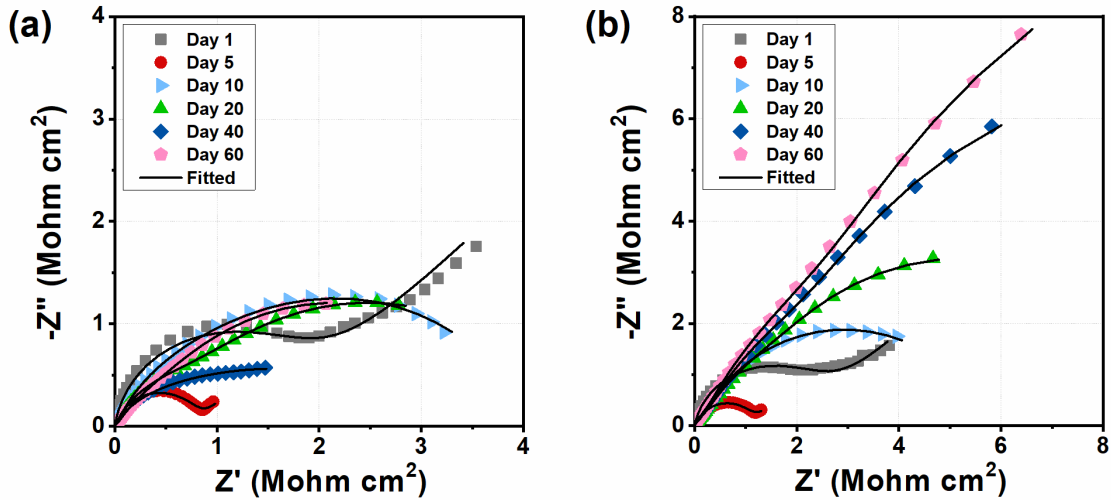 (a)
4
3
2
1
0
0
1
2
3
4
-Z" (Mohm cm²)
Z' (Mohm cm²)
Day 1
Day 5
Day 10
Day 20
Day 40
Day 60
Fitted
(b)
8
6
4
2
0
0
2
4
6
8
-Z" (Mohm cm²)
Z' (Mohm cm²)
Day 1
Day 5
Day 10
Day 20
Day 40
Day 60
Fitted